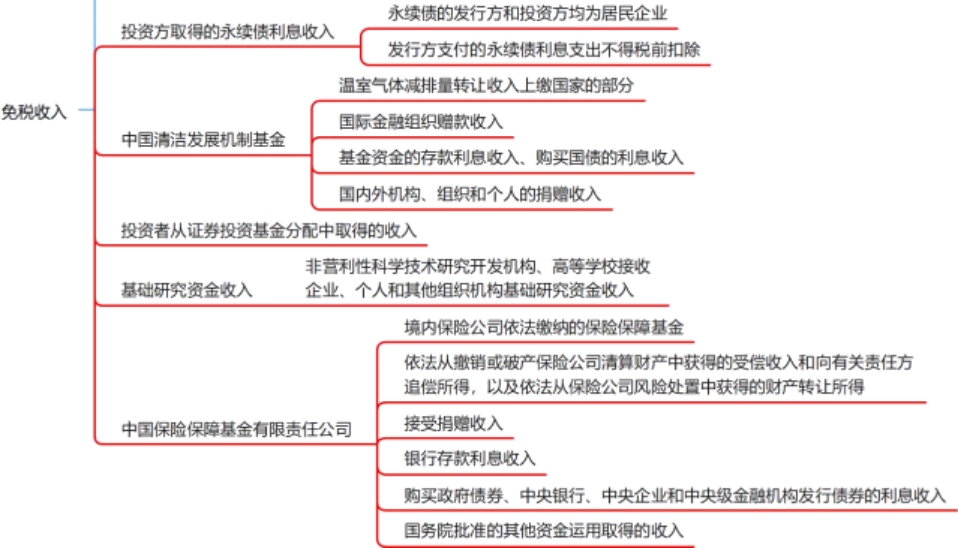 免税收入
投资方取得的永续债利息收入
永续债的发行方和投资方均为居民企业
发行方支付的永续债利息支出不得税前扣除
中国清洁发展机制基金
温室气体减排量转让收入上缴国家的部分
国际金融组织赠款收入
基金资金的存款利息收入、购买国债的利息收入
国内外机构、组织和个人的捐赠收入
投资者从证券投资基金分配中取得的收入
基础研究资金收入
非营利性科学技术研究开发机构、高等学校接收
企业、个人和其他组织机构基础研究资金收入
中国保险保障基金有限责任公司
境内保险公司依法缴纳的保险保障基金
依法从撤销或破产保险公司清算财产中获得的受偿收入和向有关责任方
追偿所得，以及依法从保险公司风险处置中获得的财产转让所得
接受捐赠收入
银行存款利息收入
购买政府债券、中央银行、中央企业和中央级金融机构发行债券的利息收入
国务院批准的其他资金运用取得的收入